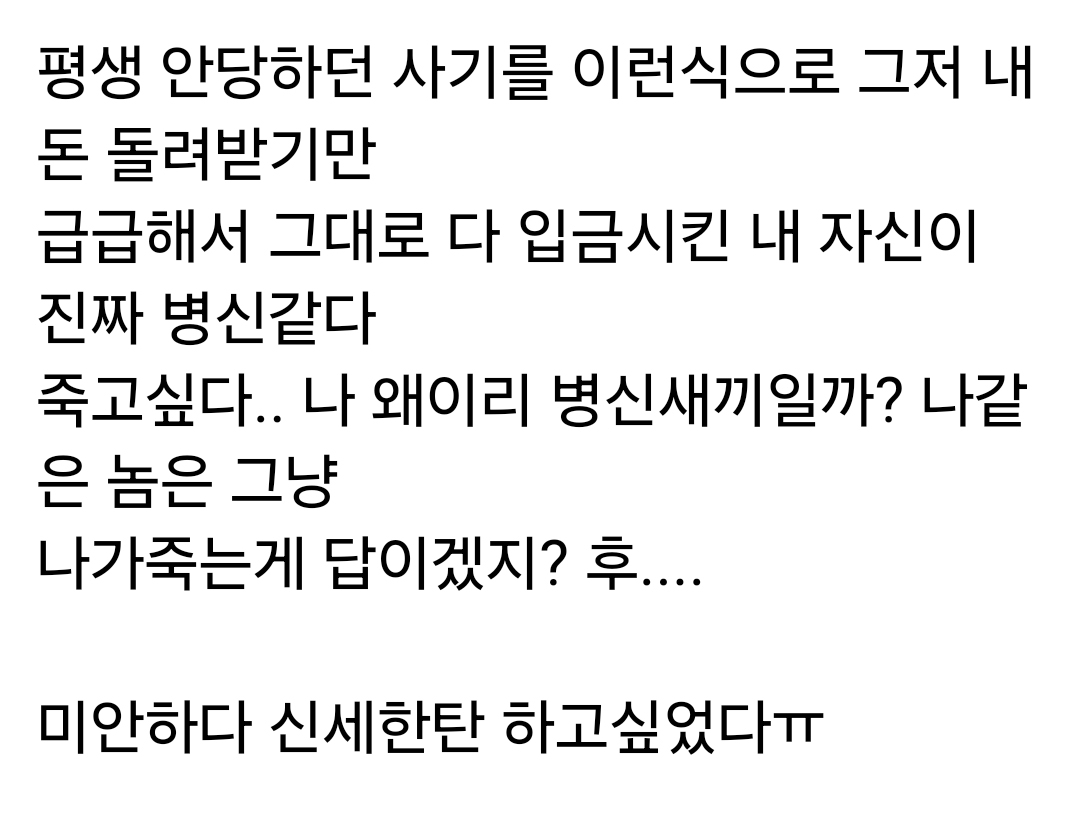 평생 안당하던 사기를 이런식으로 그저 내
돈 돌려받기만
급급해서 그대로 다 입금시킨 내 자신이
진짜 병신같다
죽고싶다.. 나 왜이리 병신새끼일까? 나같
은 놈은 그냥
나가죽는게 답이겠지? 후....
미안하다 신세한탄 하고싶었다ㅠ